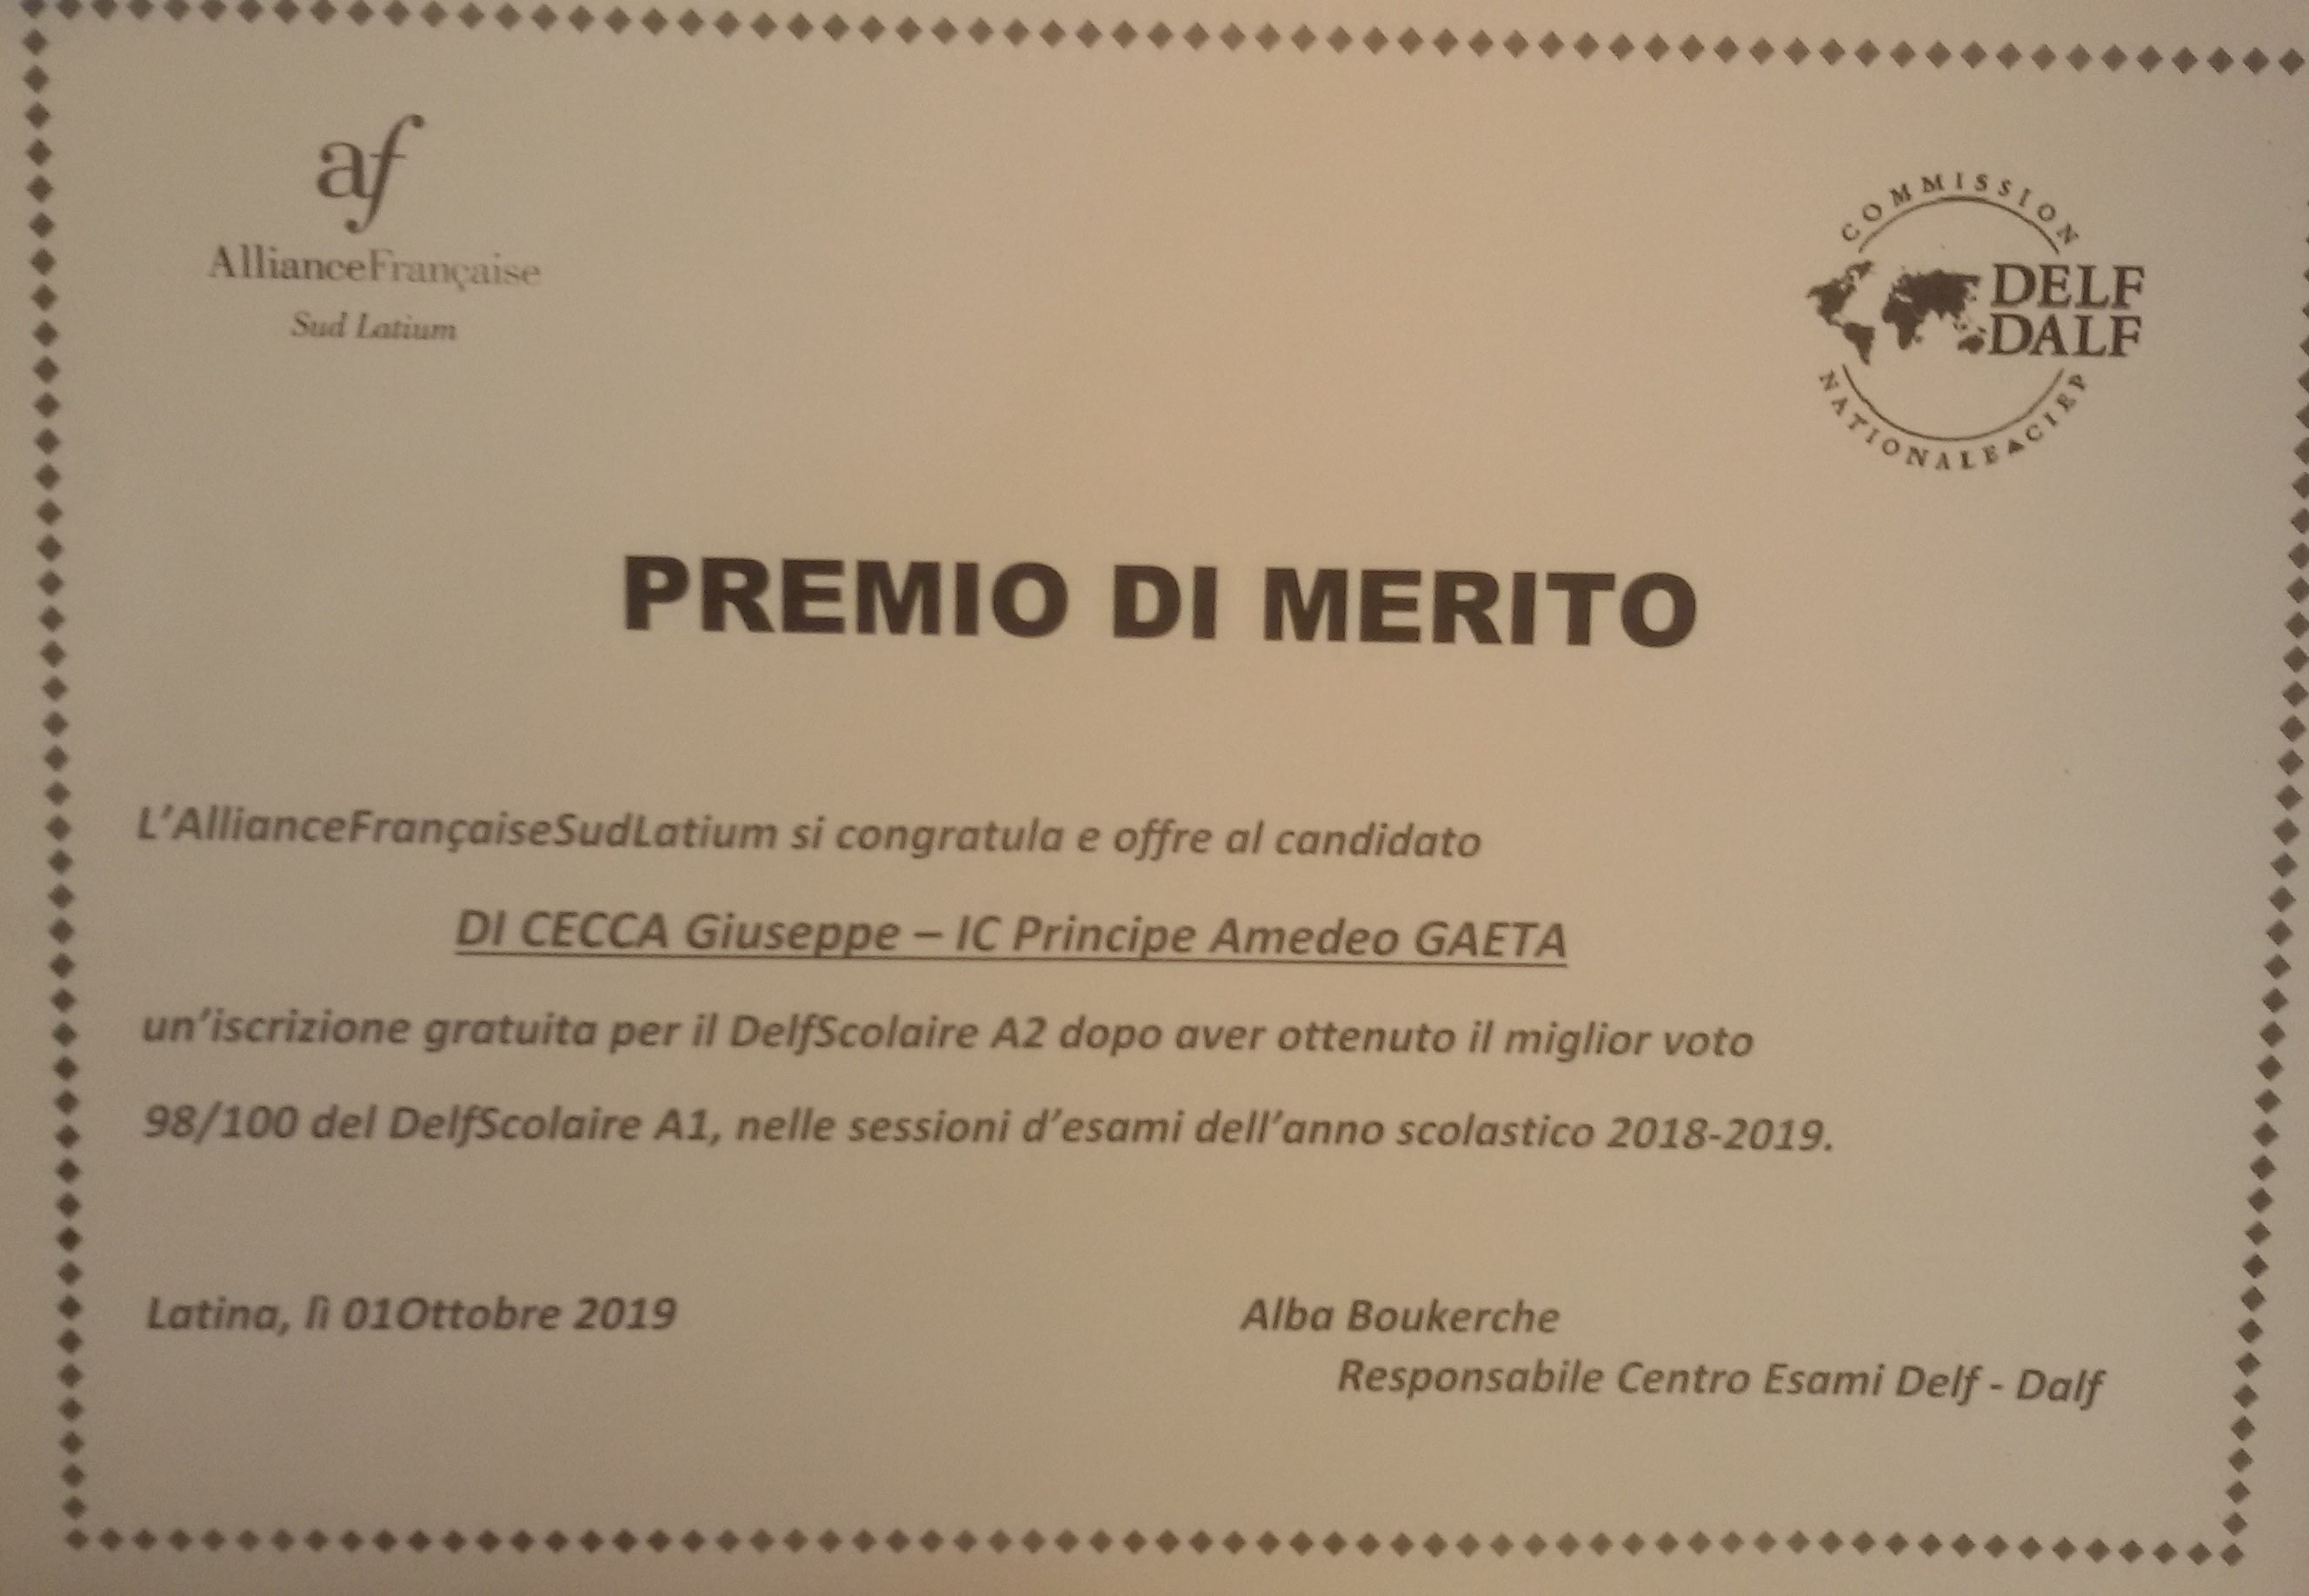 af
AllianceFrançaise
Sud Latium
COMMISSION
DELF
DALF
NATIONALE CIEP
PREMIO DI MERITO
L’AllianceFrançaiseSudLatium si congratula e offre al candidato
DI CECCA Giuseppe – IC Principe Amedeo GAETA
un’iscrizione gratuita per il DelfScolaire A2 dopo aver ottenuto il miglior voto
98/100 del DelfScolaire A1, nelle sessioni d’esami dell’anno scolastico 2018-2019.
Latina, lì 01Ottobre 2019
Alba Boukerche
Responsabile Centro Esami Delf - Dalf